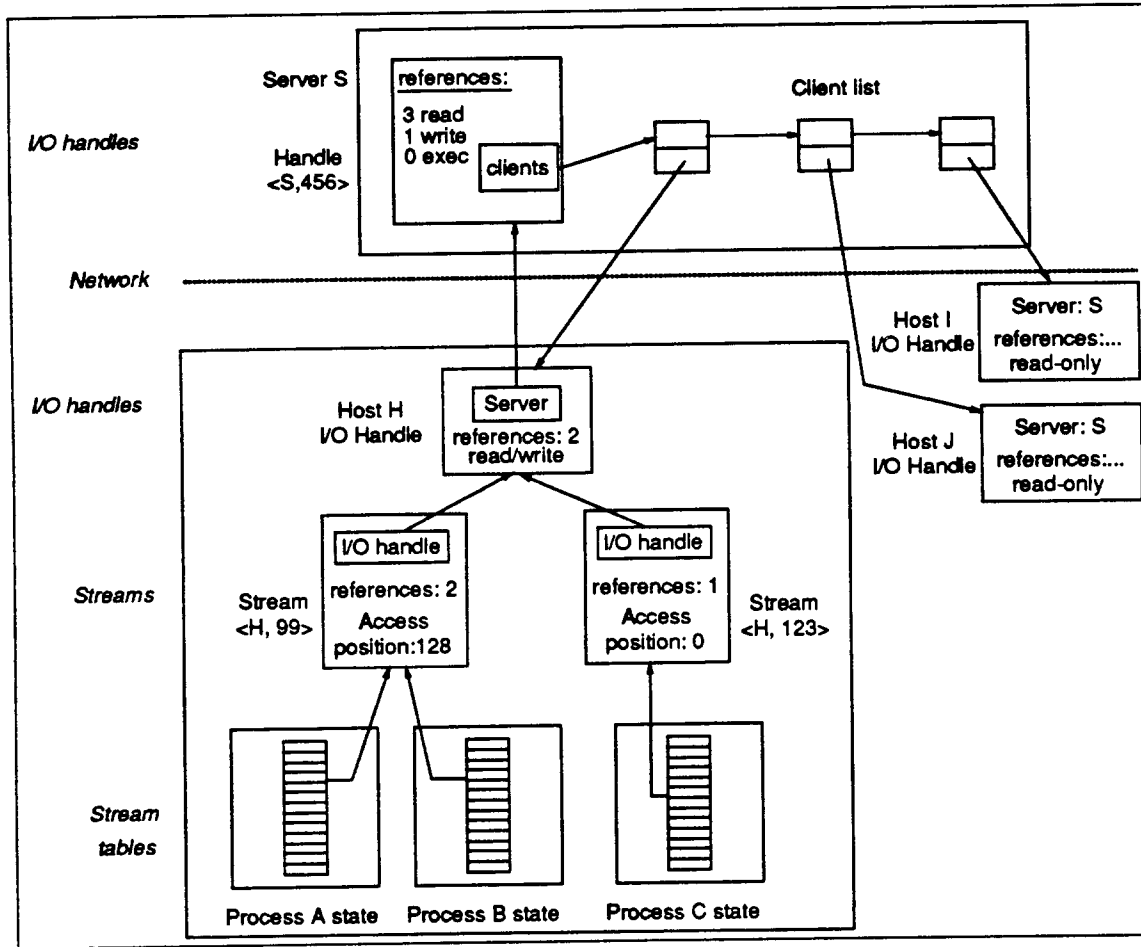 Server S
references:
3 read
1 write
0 exec
clients
Client list
I/O handles
Handle
<S,456>
Network
Host I
I/O Handle
Server: S
references:...
read-only
I/O handles
Host H
I/O Handle
Server
references: 2
read/write
Host J
I/O Handle
Server: S
references:...
read-only
Streams
Stream
<H, 99>
I/O handle
references: 2
Access
position:128
I/O handle
references: 1
Access
position: 0
Stream
<H, 123>
Stream
tables
Process A state
Process B state
Process C state